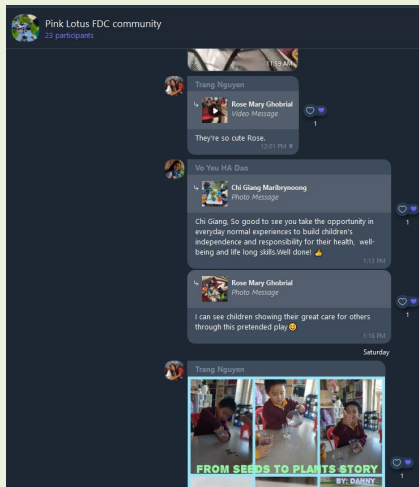 Pink Lotus FDC community
23 participants
11:59 AM
Trang Nguyen
Rose Mary Ghobrial
Video Message
1
They're so cute Rose.
12:01 PM
Vo Yeu HA Dao
Chi Giang Maribrynoong
Photo Message
1
Chi Giang, So good to see you take the opportunity in
everyday normal experiences to build children's
independence and responsibility for their health, well-
being and life long skills.Well done! 👍
1:13 PM
Rose Mary Ghobrial
Photo Message
1
I can see children showing their great care for others
through this pretended play😊
1:16 PM
Saturday
Trang Nguyen
FROM SEEDS TO PLANTS STORY
BY: DANNY
1